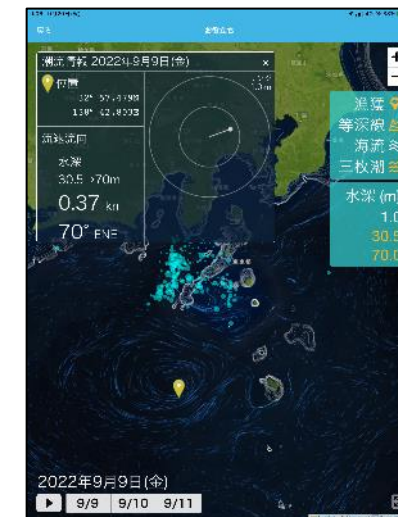 戻る
潮流情報 2022年9月9日(金) ×
位置
流速流向
水深
30.5→70m
0.37 kn
70° ENE
+
−
漁獲
等深線
海流
三枚潮
水深 (m)
1.0
30.5
70.0
2022年9月9日(金)
9/9 9/10 9/11